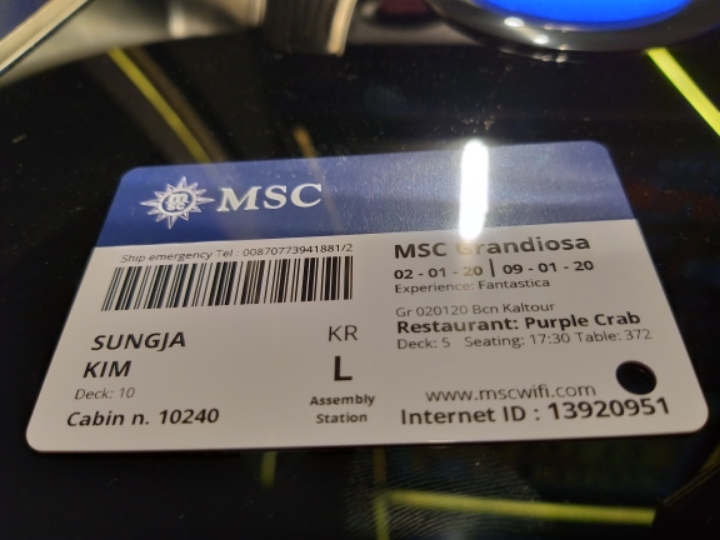 MSC
Ship emergency Tel : 00870773941881/2
SUNGJA
KIM
Deck: 10
Cabin n. 10240
KR
L
Assembly
Station
MSC Grandiosa
02 - 01 - 20 | 09 - 01 - 20
Experience: Fantastica
Gr 020120 Bcn Kaltour
Restaurant: Purple Crab
Deck: 5 Seating: 17:30 Table: 372
www.mscwifi.com
Internet ID : 13920951